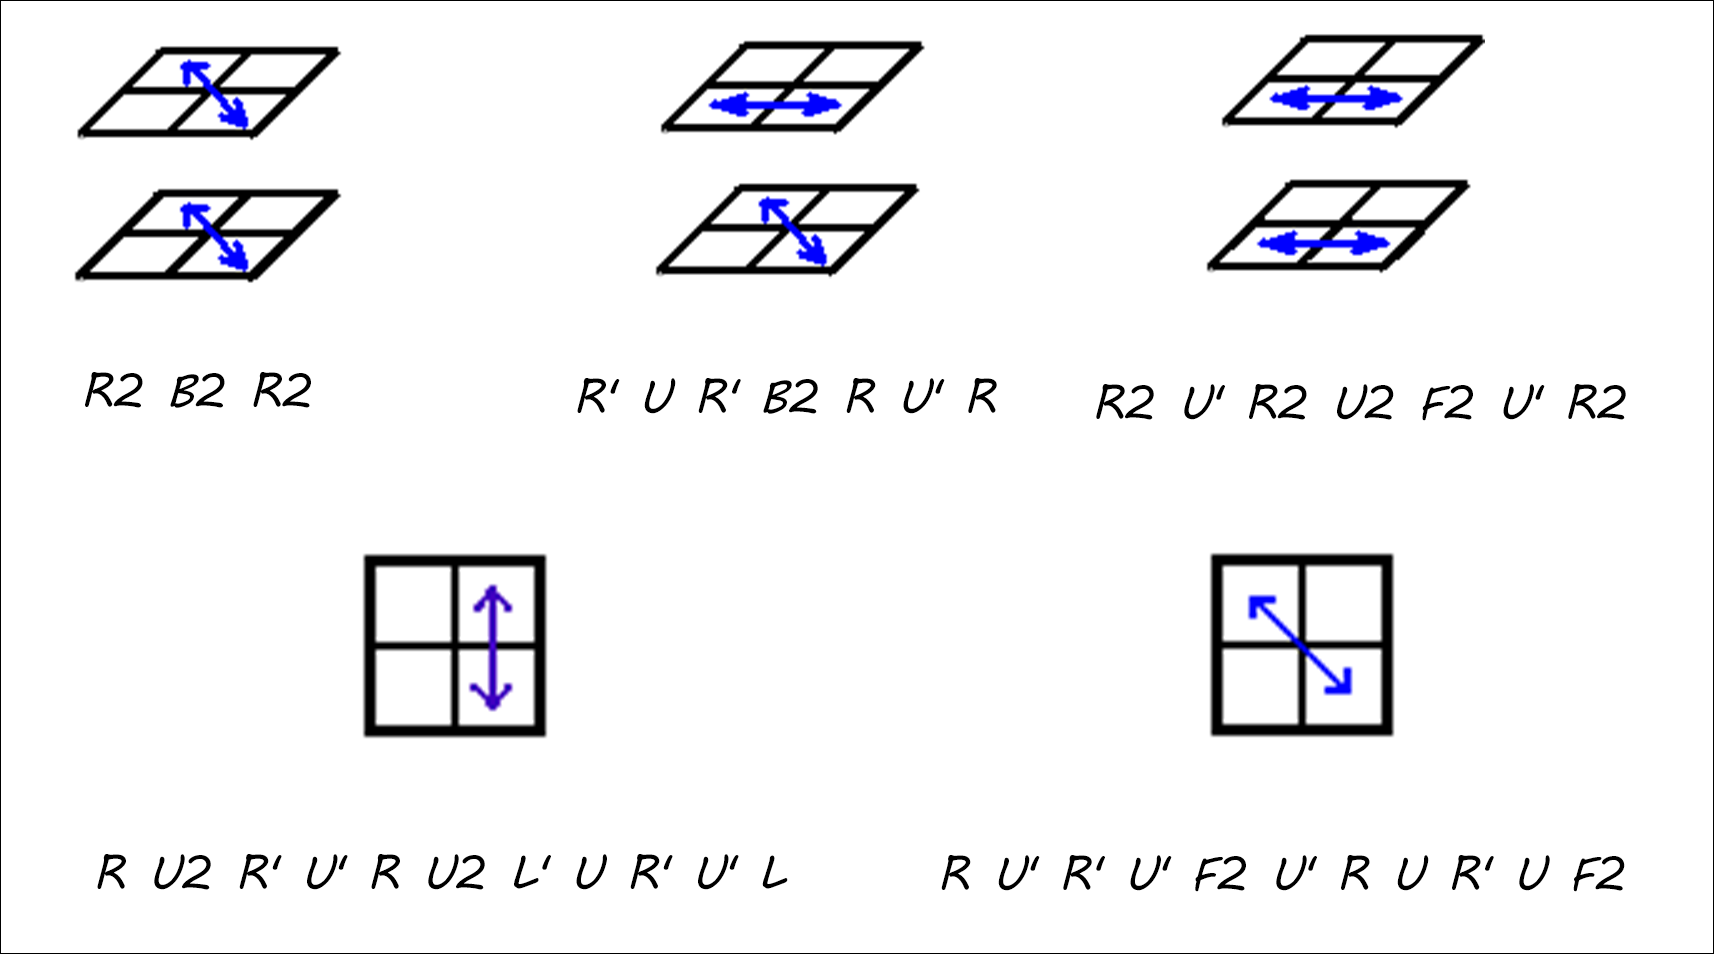 R2 B2 R2
R' U R' B2 R U' R
R2 U' R2 U2 F2 U' R2
R U2 R' U' R U2 L' U R' U' L
R U' R' U' F2 U' R U R' U F2